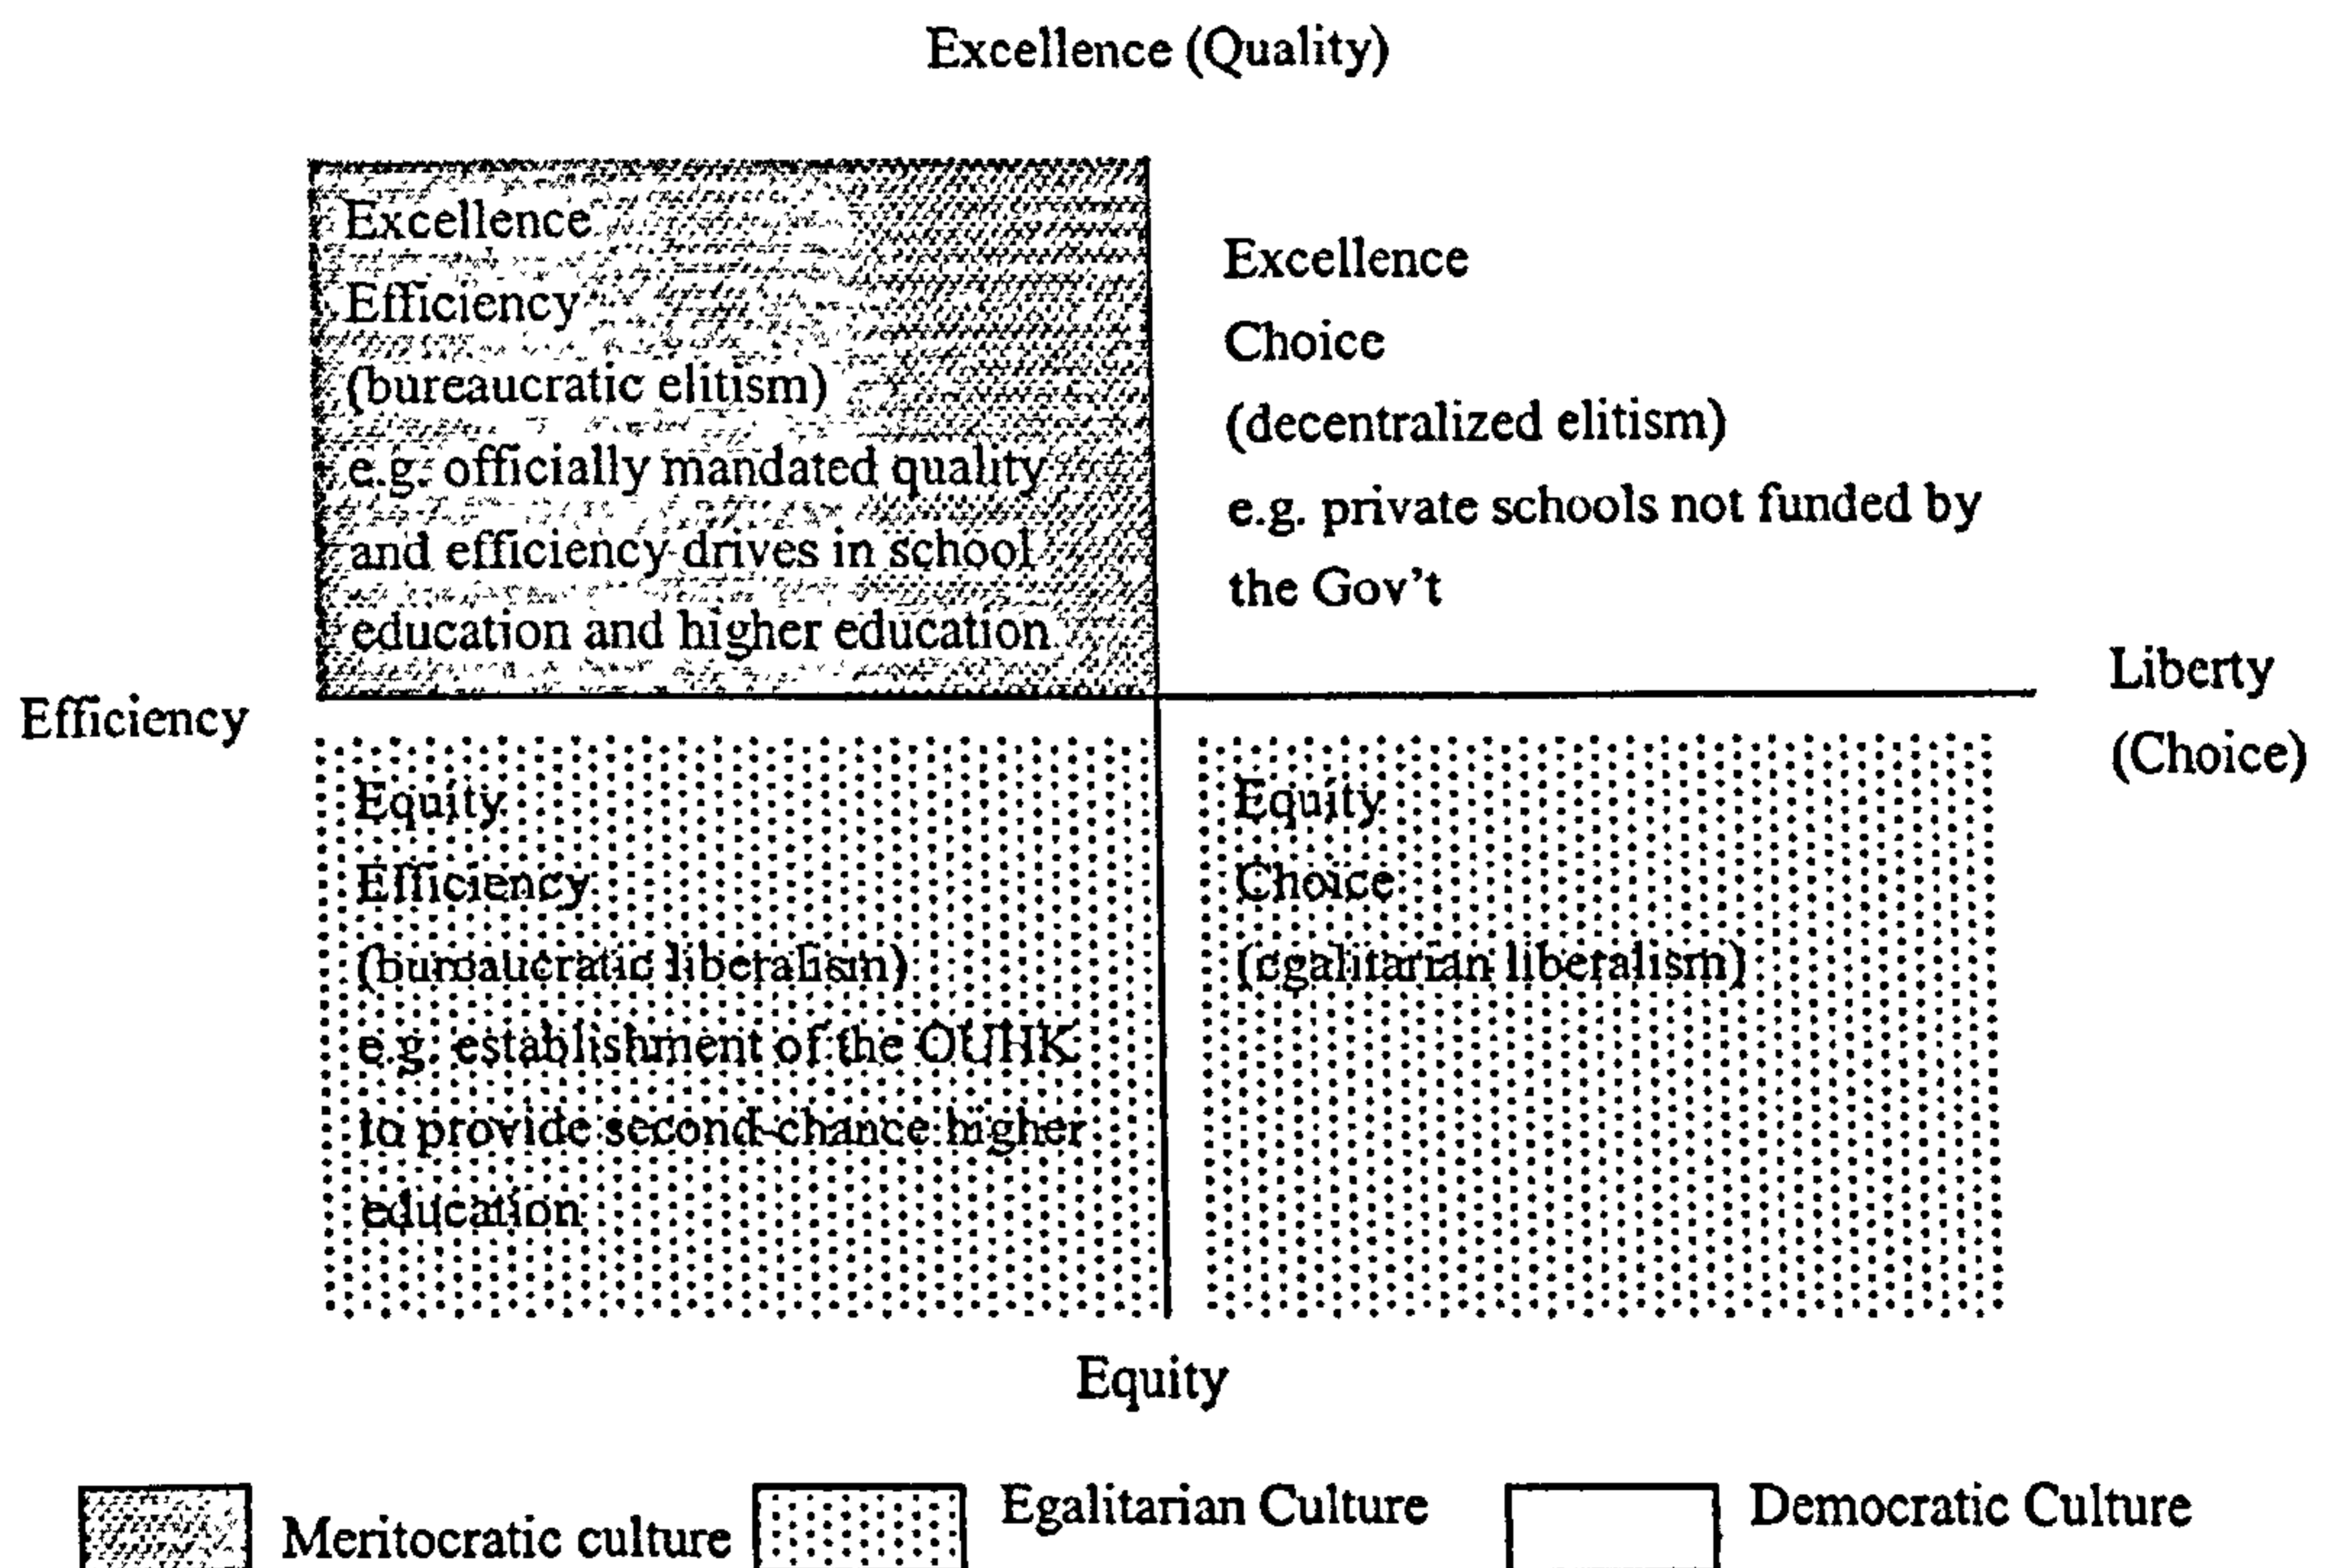 Excellence (Quality)
Excellence
Efficiency
(bureaucratic elitism)
e.g. officially mandated quality
and efficiency drives in school
education and higher education
Excellence
Choice
(decentralized elitism)
e.g. private schools not funded by
the Gov't
Efficiency
Liberty
(Choice)
Equity
Efficiency
(bureaucratic liberalism)
e.g. establishment of the OUHK
to provide second-chance higher
education
Equity
Choice
(egalitarian liberalism)
Equity
Meritocratic culture
Egalitarian Culture
Democratic Culture